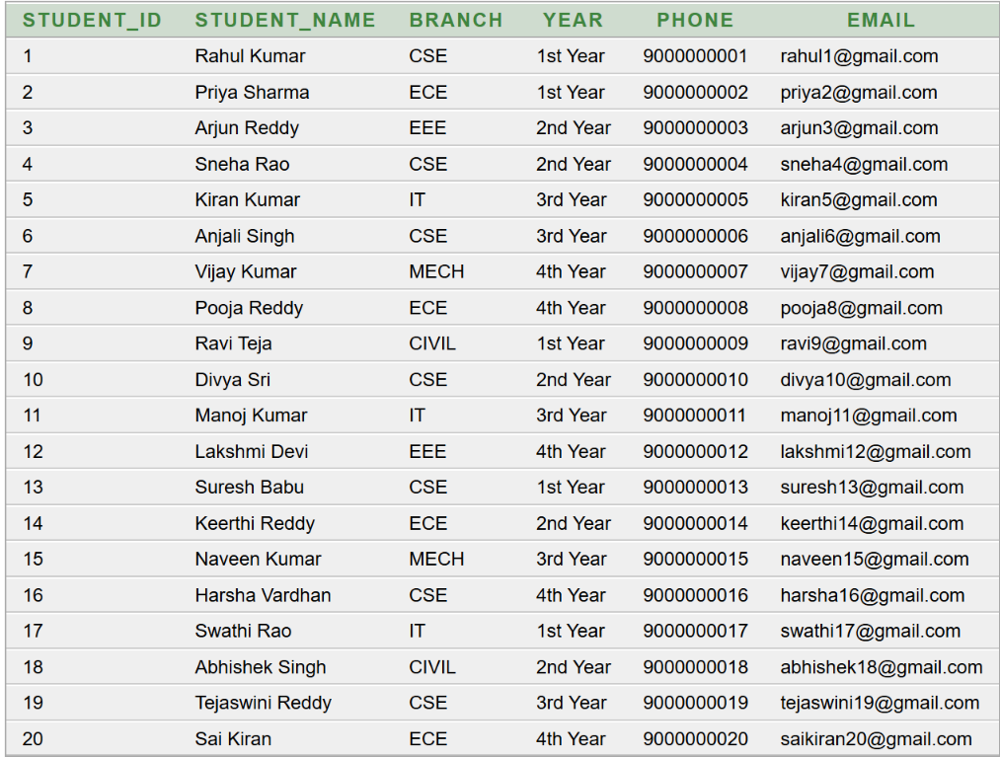 STUDENT_ID STUDENT_NAME BRANCH YEAR PHONE EMAIL
1 Rahul Kumar CSE 1st Year 9000000001 rahul1@gmail.com
2 Priya Sharma ECE 1st Year 9000000002 priya2@gmail.com
3 Arjun Reddy EEE 2nd Year 9000000003 arjun3@gmail.com
4 Sneha Rao CSE 2nd Year 9000000004 sneha4@gmail.com
5 Kiran Kumar IT 3rd Year 9000000005 kiran5@gmail.com
6 Anjali Singh CSE 3rd Year 9000000006 anjali6@gmail.com
7 Vijay Kumar MECH 4th Year 9000000007 vijay7@gmail.com
8 Pooja Reddy ECE 4th Year 9000000008 pooja8@gmail.com
9 Ravi Teja CIVIL 1st Year 9000000009 ravi9@gmail.com
10 Divya Sri CSE 2nd Year 9000000010 divya10@gmail.com
11 Manoj Kumar IT 3rd Year 9000000011 manoj11@gmail.com
12 Lakshmi Devi EEE 4th Year 9000000012 lakshmi12@gmail.com
13 Suresh Babu CSE 1st Year 9000000013 suresh13@gmail.com
14 Keerthi Reddy ECE 2nd Year 9000000014 keerthi14@gmail.com
15 Naveen Kumar MECH 3rd Year 9000000015 naveen15@gmail.com
16 Harsha Vardhan CSE 4th Year 9000000016 harsha16@gmail.com
17 Swathi Rao IT 1st Year 9000000017 swathi17@gmail.com
18 Abhishek Singh CIVIL 2nd Year 9000000018 abhishek18@gmail.com
19 Tejaswini Reddy CSE 3rd Year 9000000019 tejaswini19@gmail.com
20 Sai Kiran ECE 4th Year 9000000020 saikiran20@gmail.com